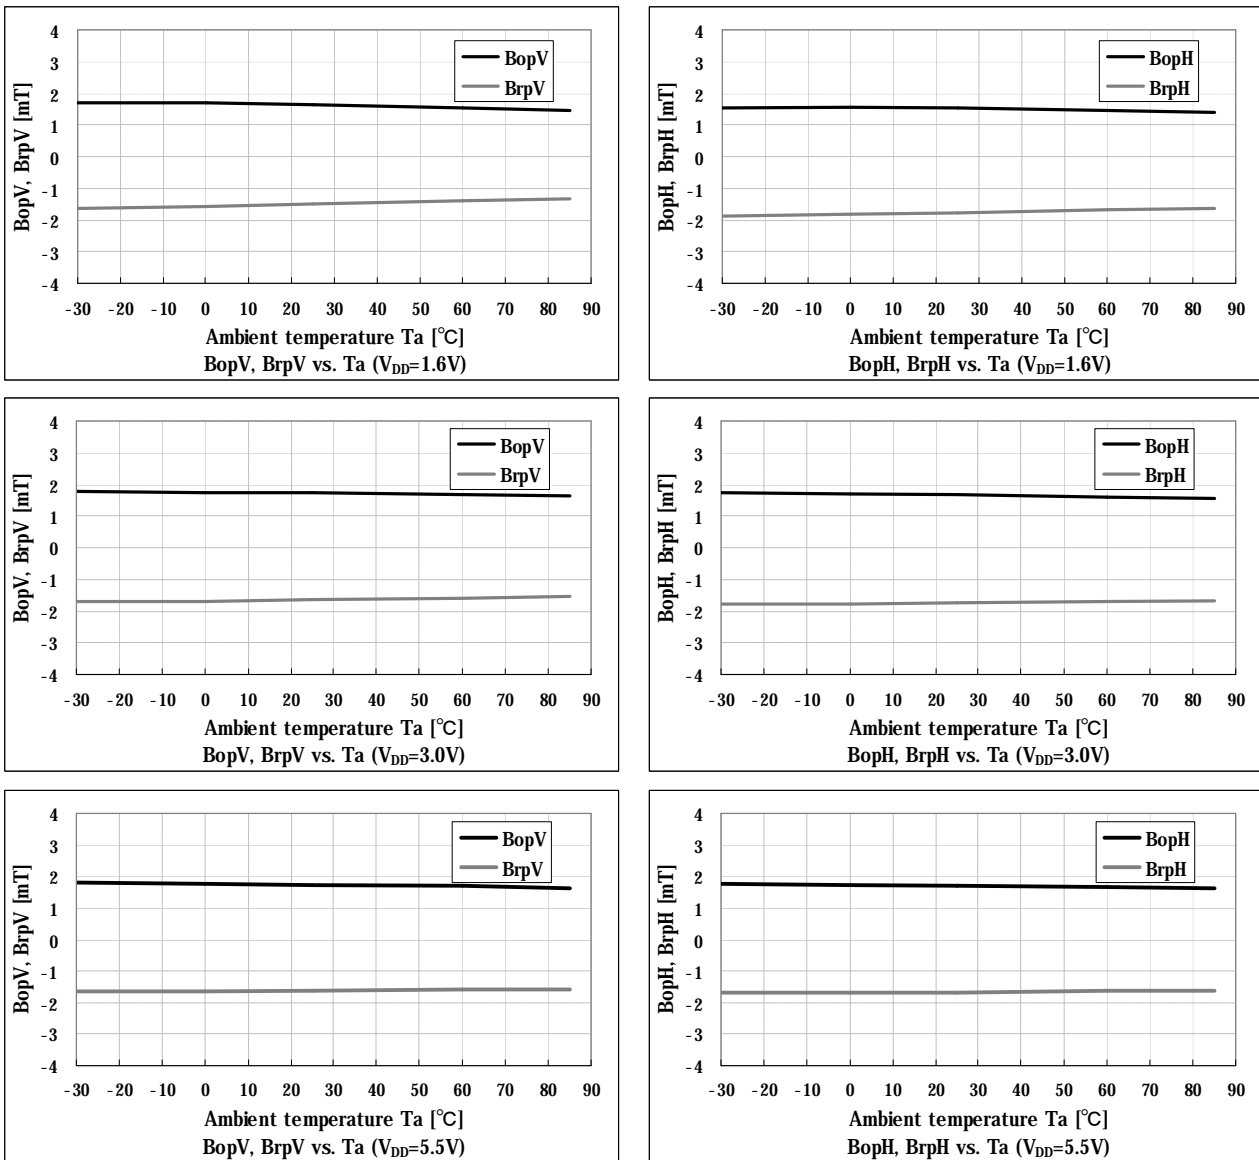 4
3
2
1
0
-1
-2
-3
-4
BopV, BrpV [mT]
BopV
BrpV
-30 -20 -10 0 10 20 30 40 50 60 70 80 90
Ambient temperature Ta [°C]
BopV, BrpV vs. Ta (VDD=1.6V)
4
3
2
1
0
-1
-2
-3
-4
BopH, BrpH [mT]
BopH
BrpH
-30 -20 -10 0 10 20 30 40 50 60 70 80 90
Ambient temperature Ta [°C]
BopH, BrpH vs. Ta (VDD=1.6V)
4
3
2
1
0
-1
-2
-3
-4
BopV, BrpV [mT]
BopV
BrpV
-30 -20 -10 0 10 20 30 40 50 60 70 80 90
Ambient temperature Ta [°C]
BopV, BrpV vs. Ta (VDD=3.0V)
4
3
2
1
0
-1
-2
-3
-4
BopH, BrpH [mT]
BopH
BrpH
-30 -20 -10 0 10 20 30 40 50 60 70 80 90
Ambient temperature Ta [°C]
BopH, BrpH vs. Ta (VDD=3.0V)
4
3
2
1
0
-1
-2
-3
-4
BopV, BrpV [mT]
BopV
BrpV
-30 -20 -10 0 10 20 30 40 50 60 70 80 90
Ambient temperature Ta [°C]
BopV, BrpV vs. Ta (VDD=5.5V)
4
3
2
1
0
-1
-2
-3
-4
BopH, BrpH [mT]
BopH
BrpH
-30 -20 -10 0 10 20 30 40 50 60 70 80 90
Ambient temperature Ta [°C]
BopH, BrpH vs. Ta (VDD=5.5V)